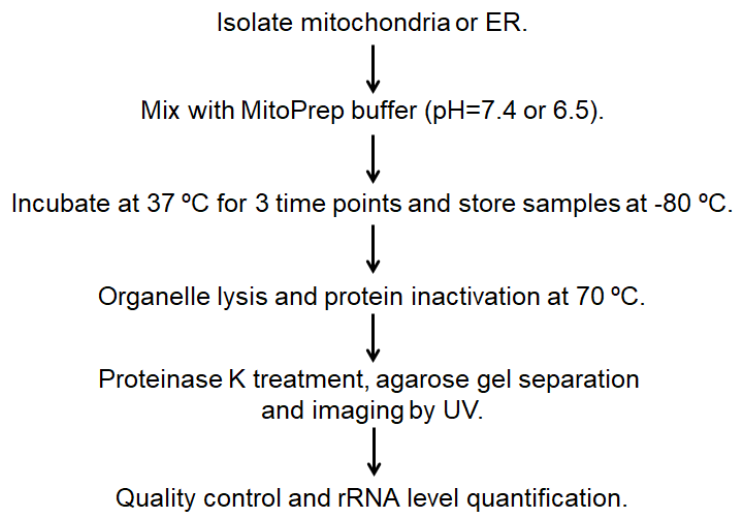 Isolate mitochondria or ER.
Mix with MitoPrep buffer (pH=7.4 or 6.5).
Incubate at 37 ºC for 3 time points and store samples at -80 ºC.
Organelle lysis and protein inactivation at 70 ºC.
Proteinase K treatment, agarose gel separation
and imaging by UV.
Quality control and rRNA level quantification.